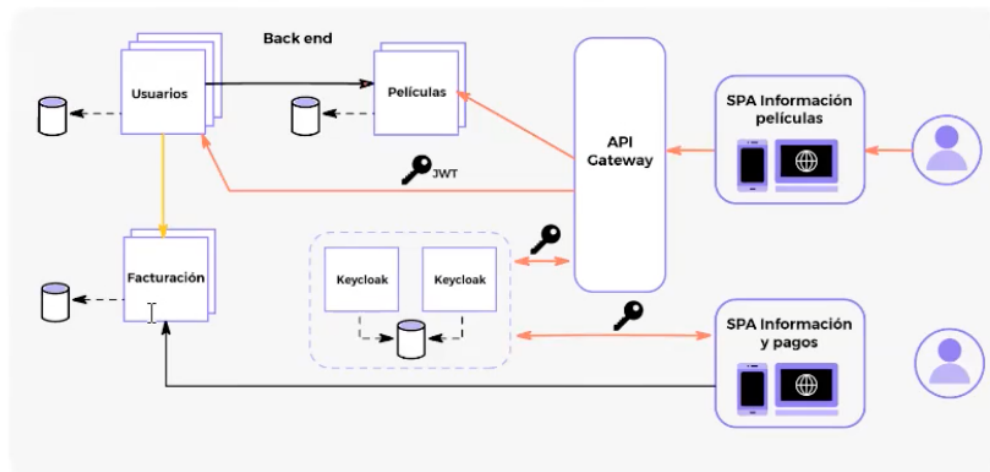 Back end
Usuarios
Películas
API
Gateway
SPA Información
películas
JWT
Facturación
Keycloak
Keycloak
SPA Información
y pagos